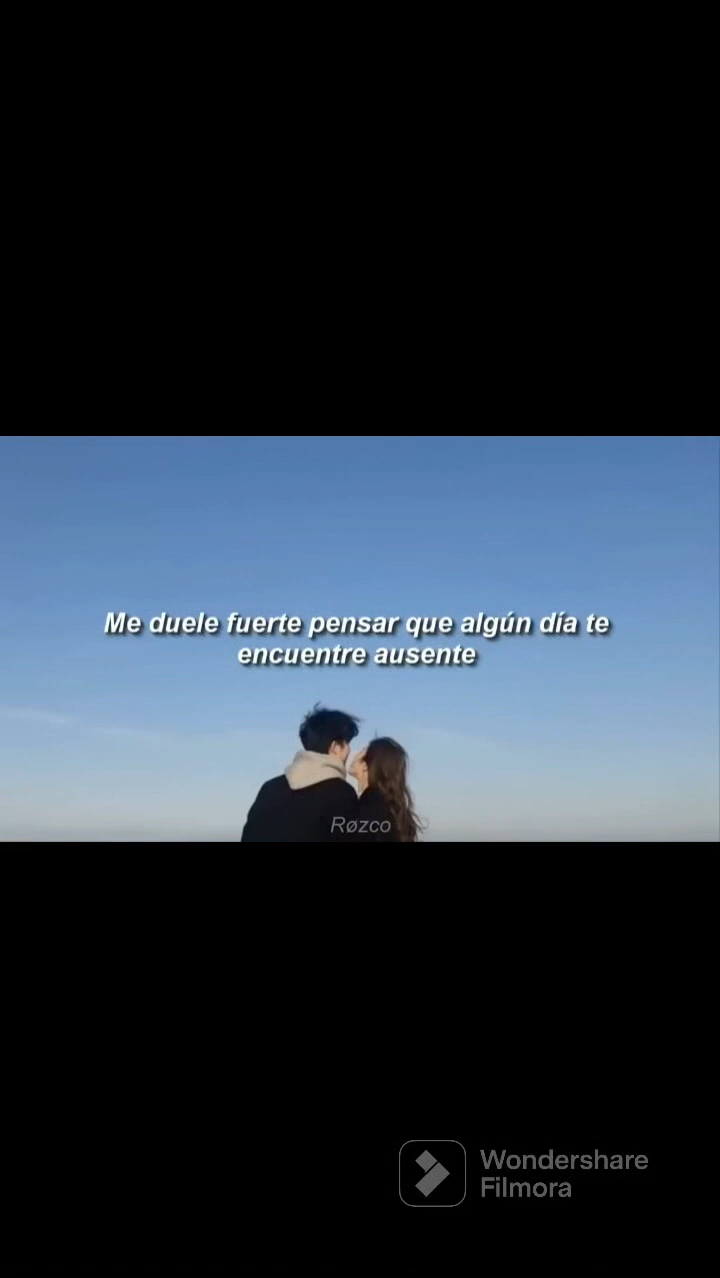 Me duele fuerte pensar que algún día te
encuentre ausente
Røzco
Wondershare
Filmora